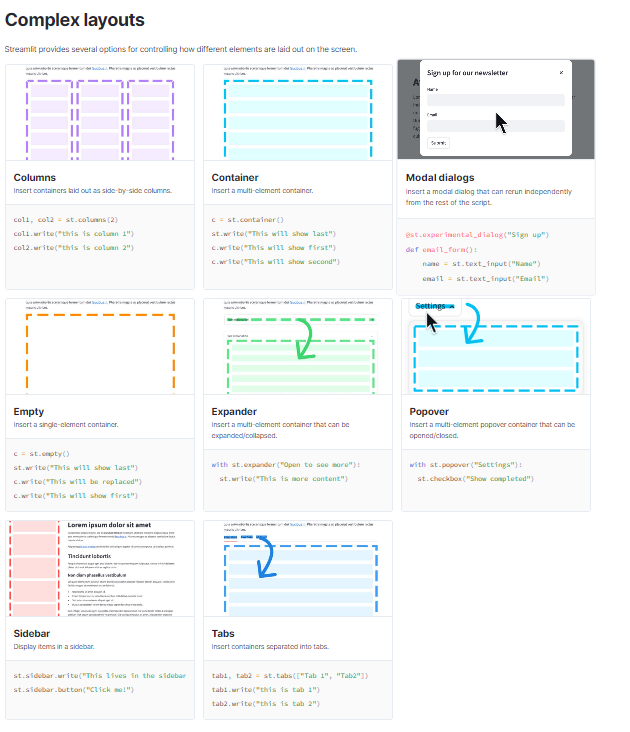 Complex layouts
Streamlit provides several options for controlling how different elements are laid out on the screen.
Columns
Insert containers laid out as side-by-side columns.
col1, col2 = st.columns(2)
col1.write("this is column 1")
col2.write("this is column 2")
Container
Insert a multi-element container.
c = st.container()
st.write("This will show last")
c.write("This will show first")
c.write("This will show second")
Sign up for our newsletter
×
Name
Email
Submit
Modal dialogs
Insert a modal dialog that can rerun independently
from the rest of the script.
@st.experimental_dialog("Sign up")
def email_form():
name = st.text_input("Name")
email = st.text_input("Email")
Empty
Insert a single-element container.
c = st.empty()
st.write("This will show last")
c.write("This will be replaced")
c.write("This will show first")
Expander
Insert a multi-element container that can be
expanded/collapsed.
with st.expander("Open to see more"):
st.write("This is more content")
Settings
Popover
Insert a multi-element popover container that can be
opened/closed.
with st.popover("Settings"):
st.checkbox("Show completed")
Lorem ipsum dolor sit amet
Tincidunt lobortis
Non diam phasellus vestibulum
Sidebar
Display items in a sidebar.
st.sidebar.write("This lives in the sidebar
st.sidebar.button("Click me!")
Tabs
Insert containers separated into tabs.
tab1, tab2 = st.tabs(["Tab 1", "Tab2"])
tab1.write("this is tab 1")
tab2.write("this is tab 2")